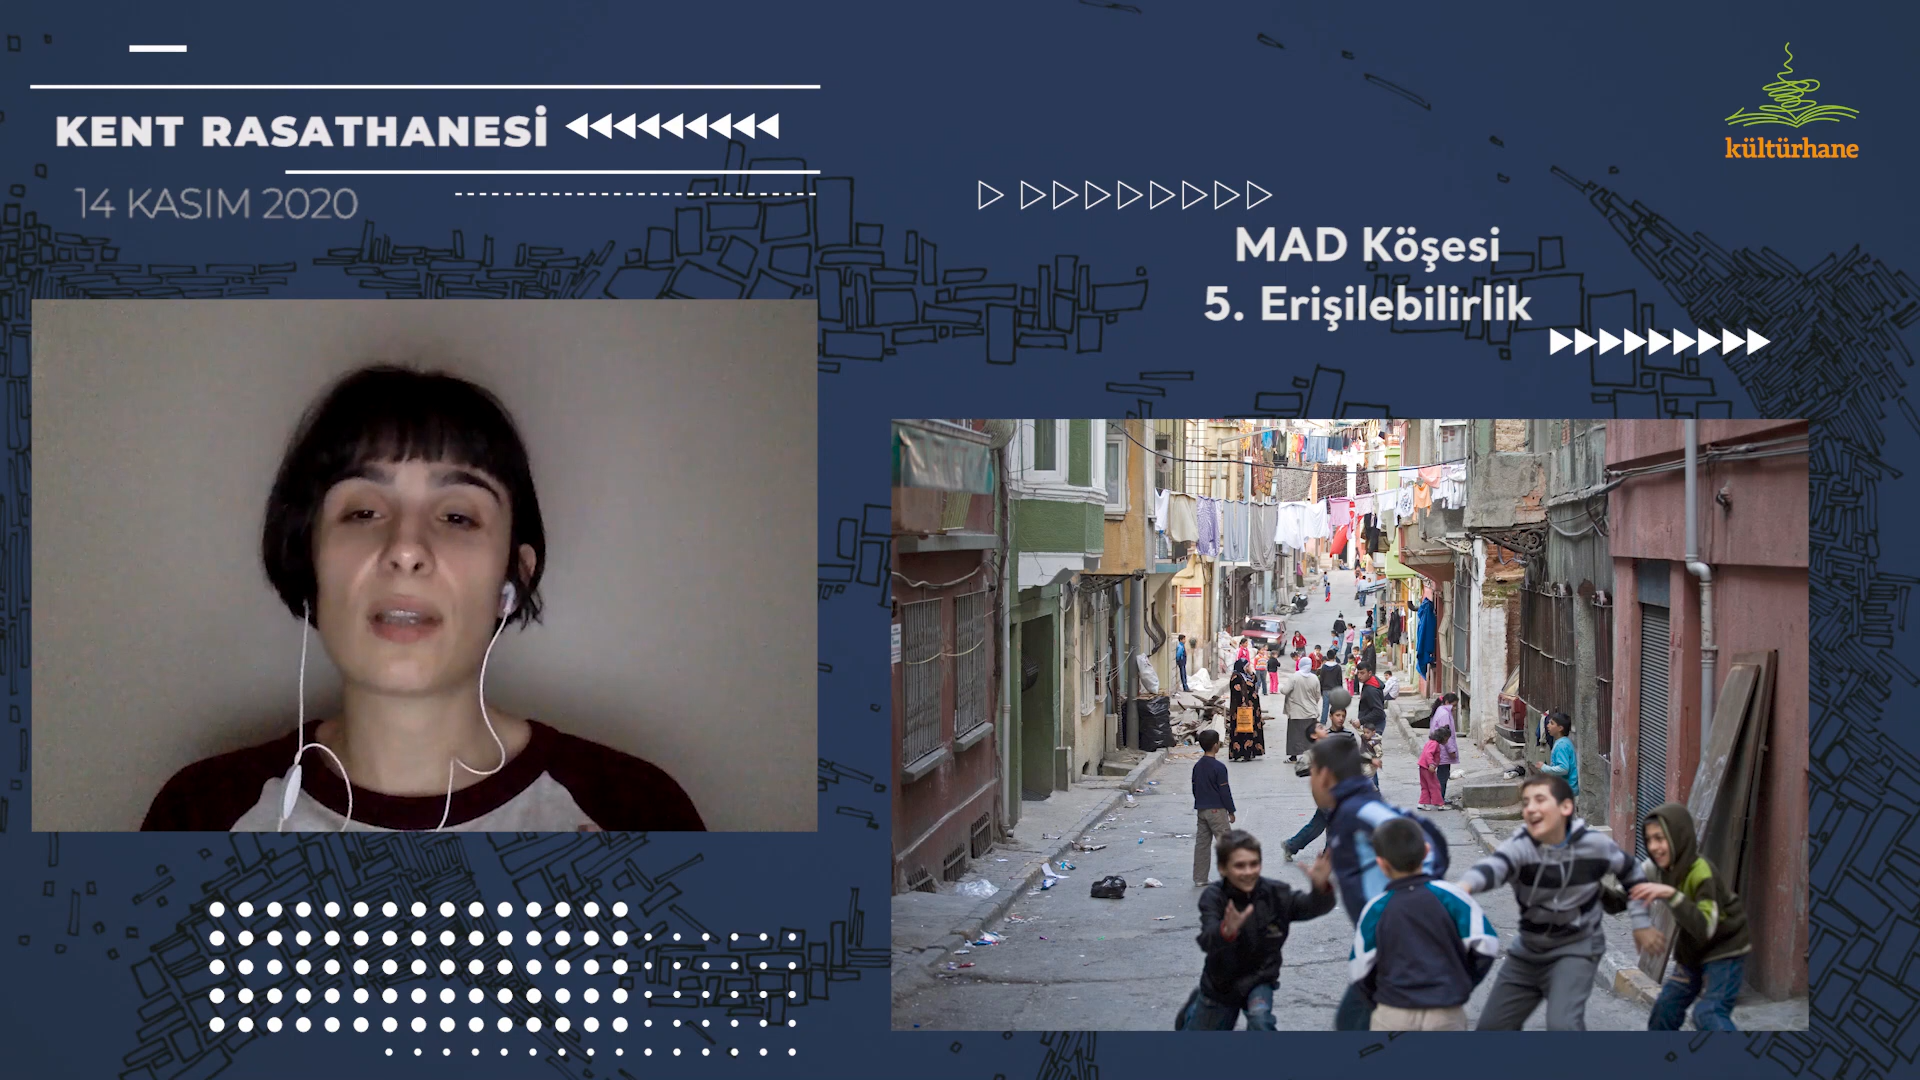 KENT RASATHANESİ
14 KASIM 2020
kültürhane
MAD Köşesi
5. Erişilebilirlik